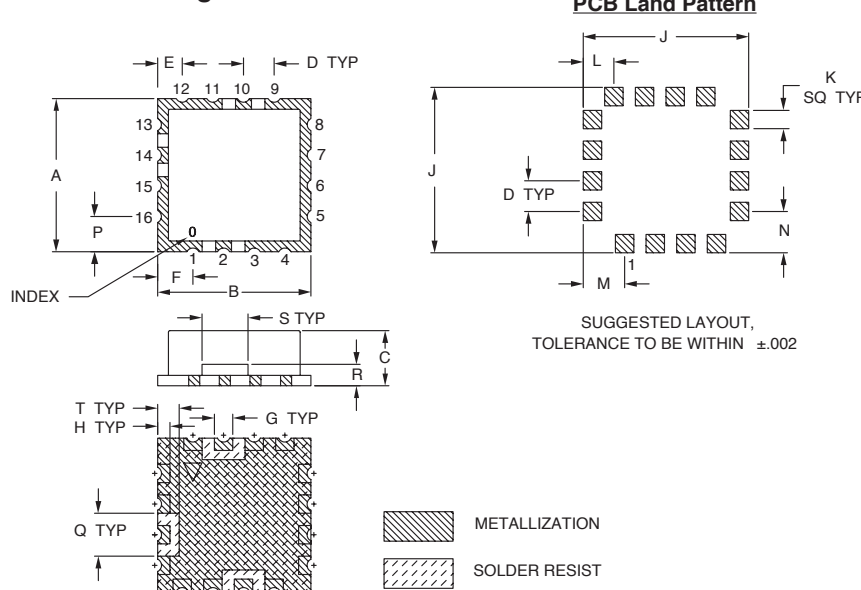 PCB Land Pattern
E
D TYP
12 11 10 9
13
14
15
16
8
7
6
5
A
P
0
1 2 3 4
F
B
INDEX
J
L
K
J
D TYP
N
1
M
SUGGESTED LAYOUT,
TOLERANCE TO BE WITHIN ±.002
S TYP
C
R
T TYP
H TYP
G TYP
Q TYP
METALLIZATION
SOLDER RESIST